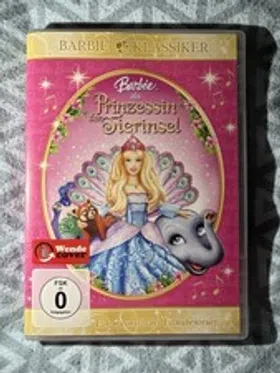 BARBIE KLASSIKER
Barbie
als
Prinzessin
der Tierinsel
Wende
cover
FSK
0